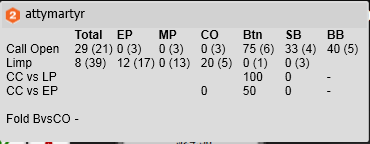 2 attymartyr
Total EP MP CO Btn SB BB
Call Open 29 (21) 0 (3) 0 (3) 0 (3) 75 (6) 33 (4) 40 (5)
Limp 8 (39) 12 (17) 0 (13) 20 (5) 0 (1) 0 (3)
CC vs LP 100 0 -
CC vs EP 0 50 0 -
Fold BvsCO -